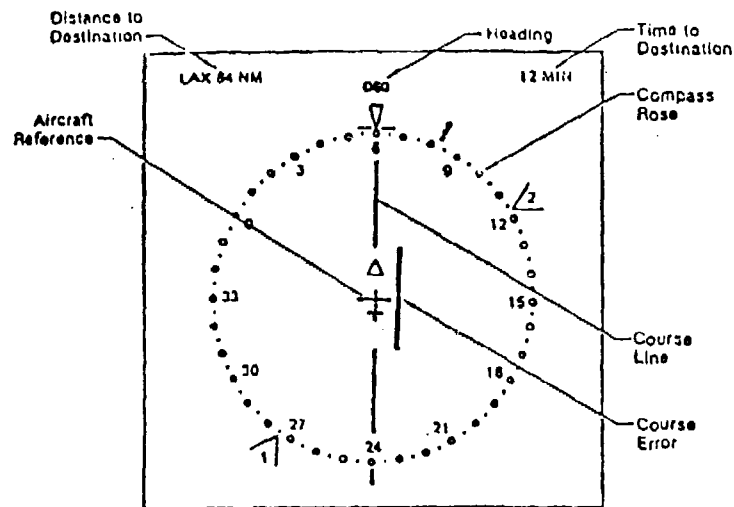 Distance to
Destination
Heading
Time to
Destination
LAX 84 NM
060
12 MIN
Compass
Rose
Aircraft
Reference
3
6
9
2
12
0
33
15
30
18
Course
Line
27
21
1
24
Course
Error